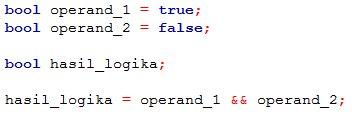 bool operand_1 = true;
bool operand_2 = false;
bool hasil_logika;
hasil_logika = operand_1 && operand_2;